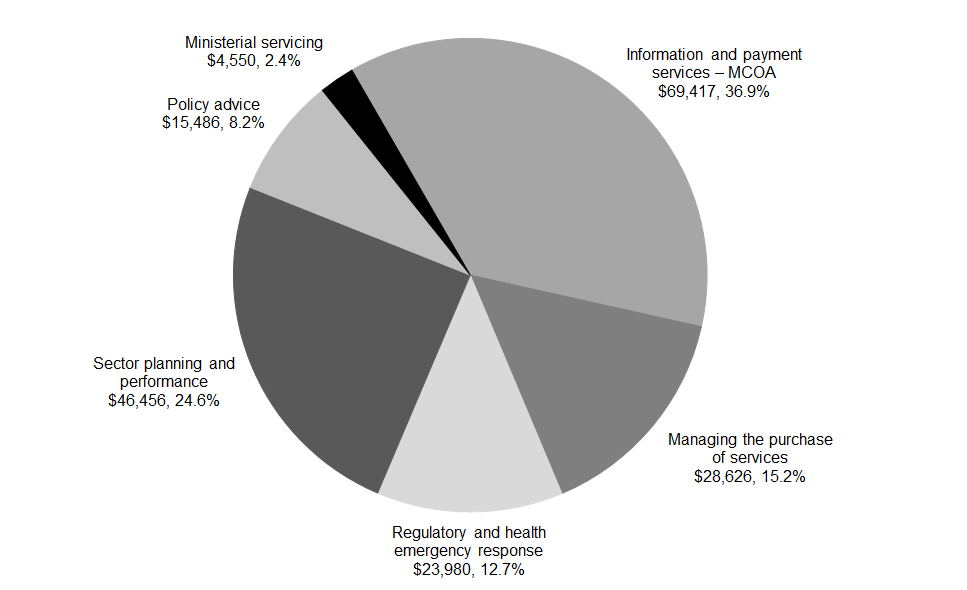 Ministerial servicing
$4,550, 2.4%
Information and payment
services – MCOA
$69,417, 36.9%
Policy advice
$15,486, 8.2%
Sector planning and
performance
$46,456, 24.6%
Managing the purchase
of services
$28,626, 15.2%
Regulatory and health
emergency response
$23,980, 12.7%